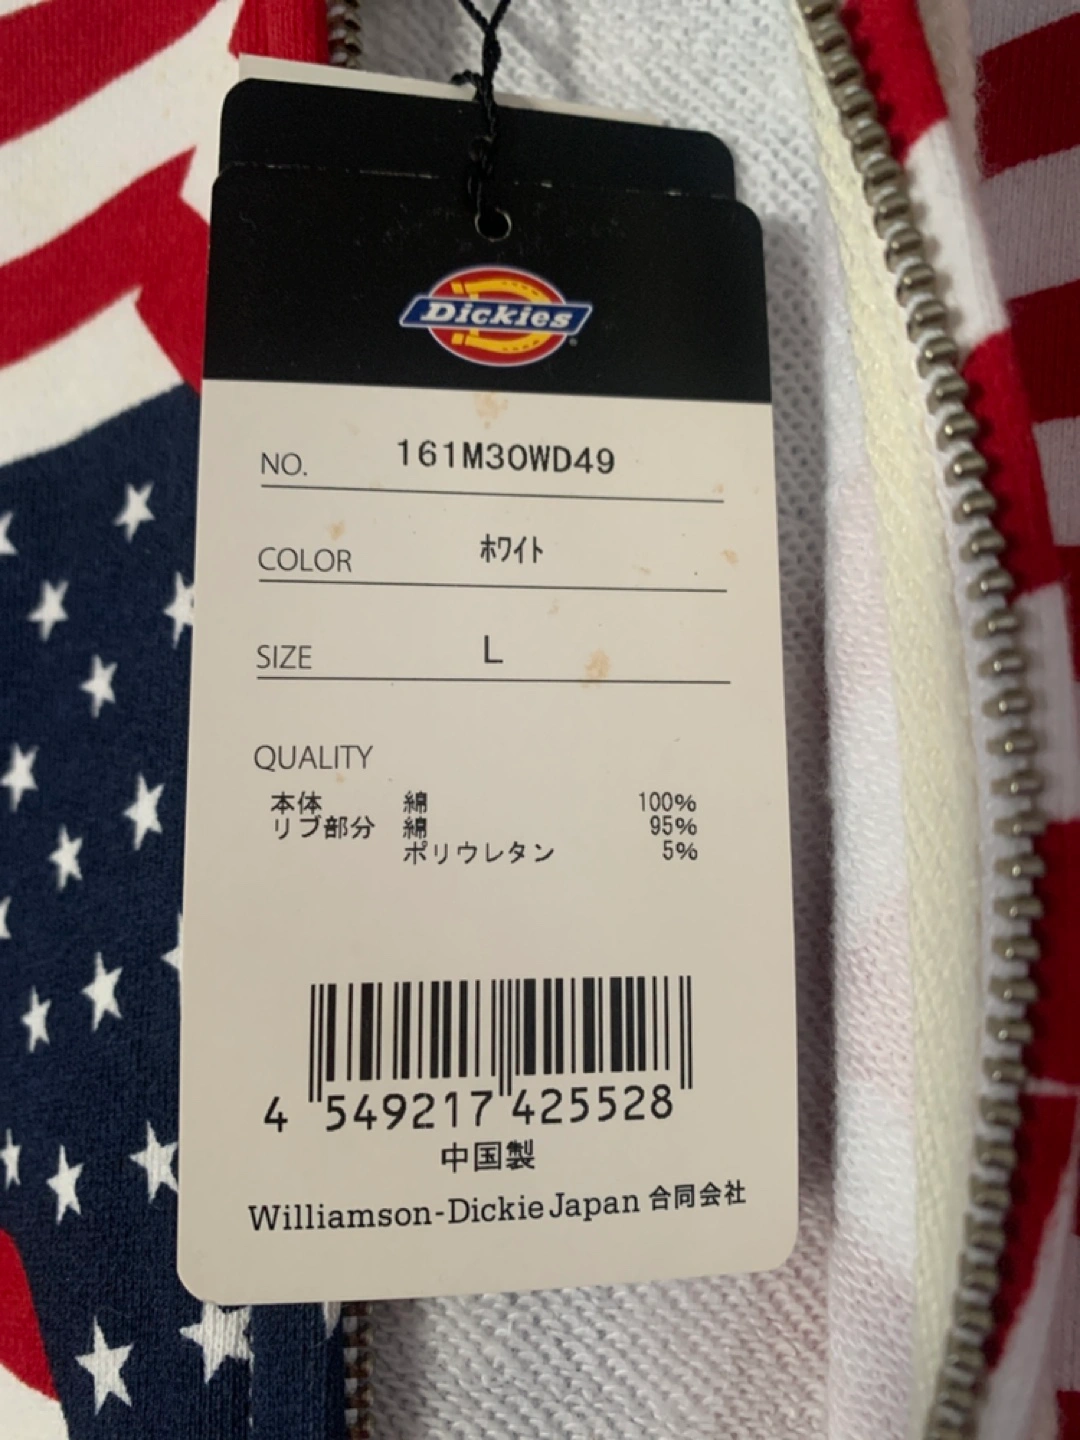 Dickies
NO. 161M30WD49
COLOR ﾎﾜｲﾄ
SIZE L
QUALITY
本体 綿 100%
リブ部分 綿 95%
ポリウレタン 5%
4 549217 425528
中国製
Williamson-Dickie Japan 合同会社